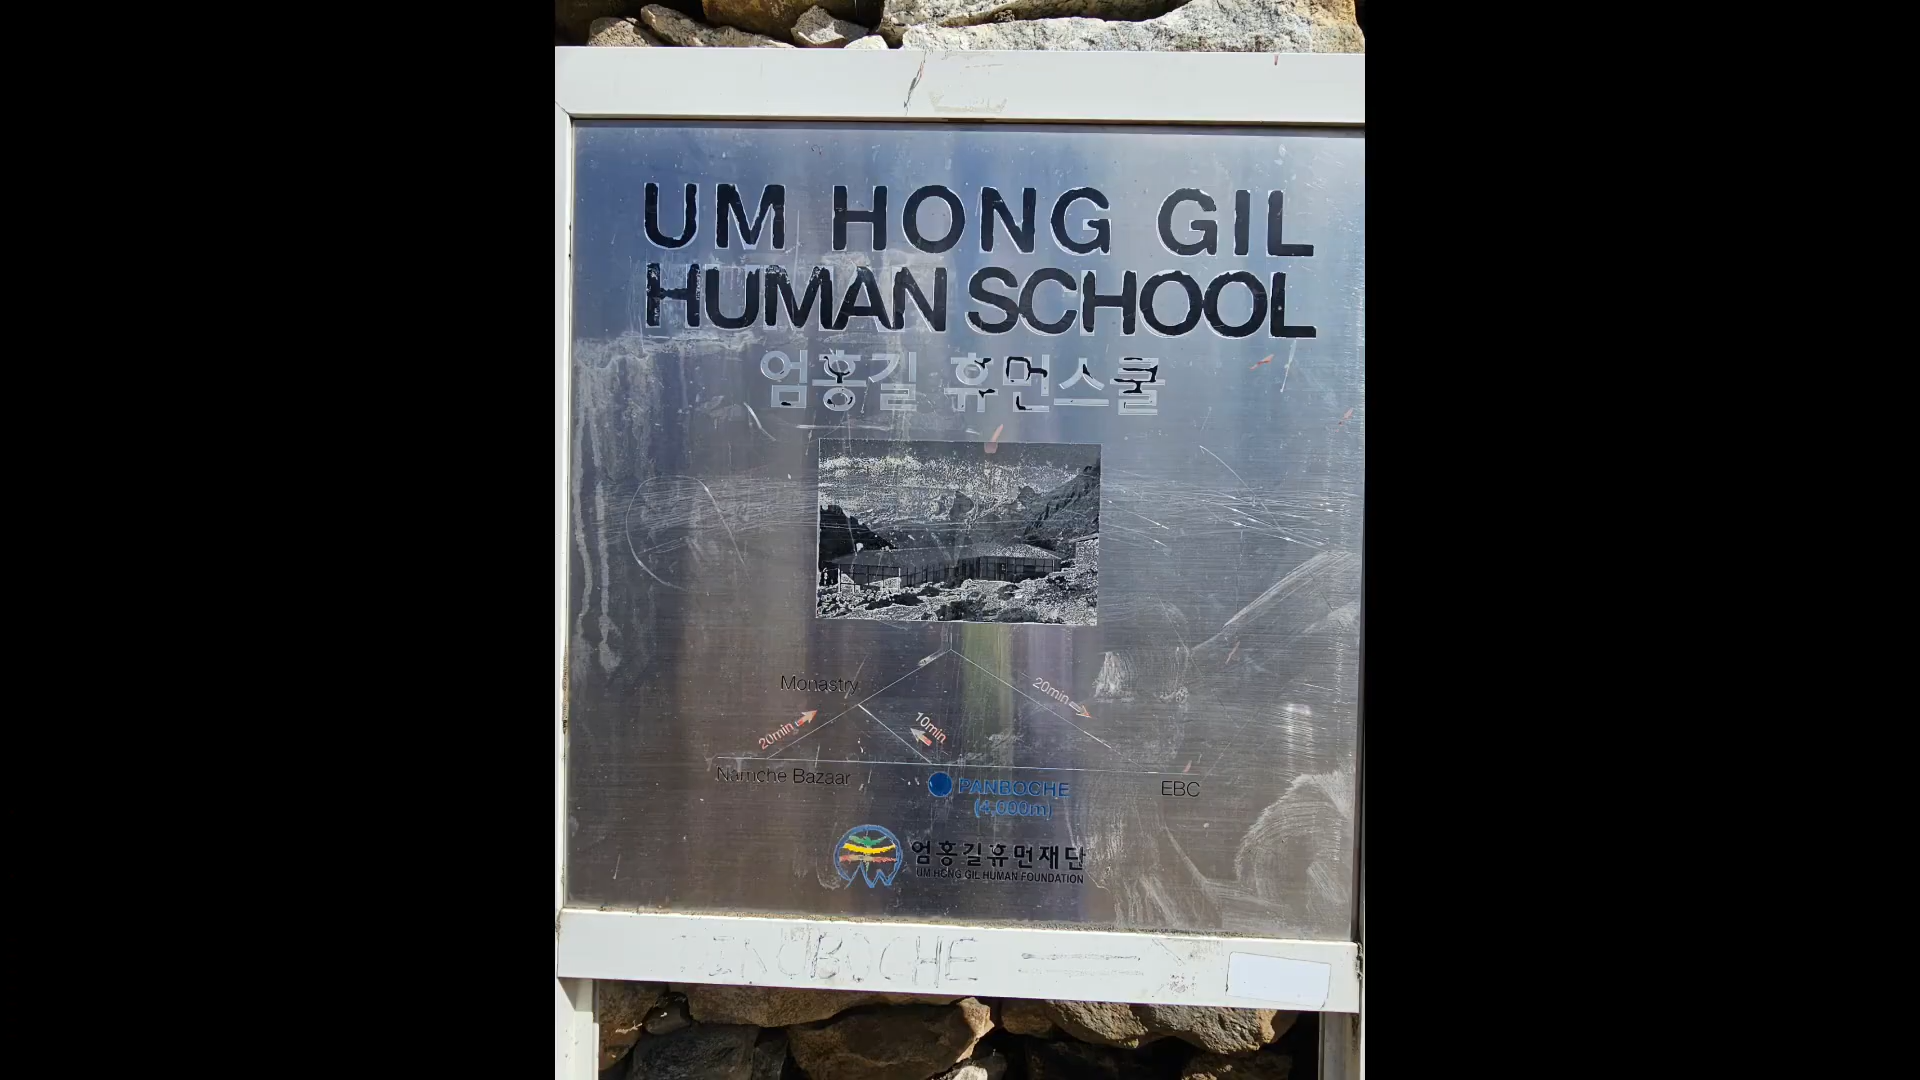 UM HONG GIL
HUMAN SCHOOL
엄홍길 휴먼스쿨
Monastry
20min
10min
20min
Namche Bazaar
PANBOCHE
(4,000m)
EBC
엄홍길휴먼재단
UM HONG GIL HUMAN FOUNDATION